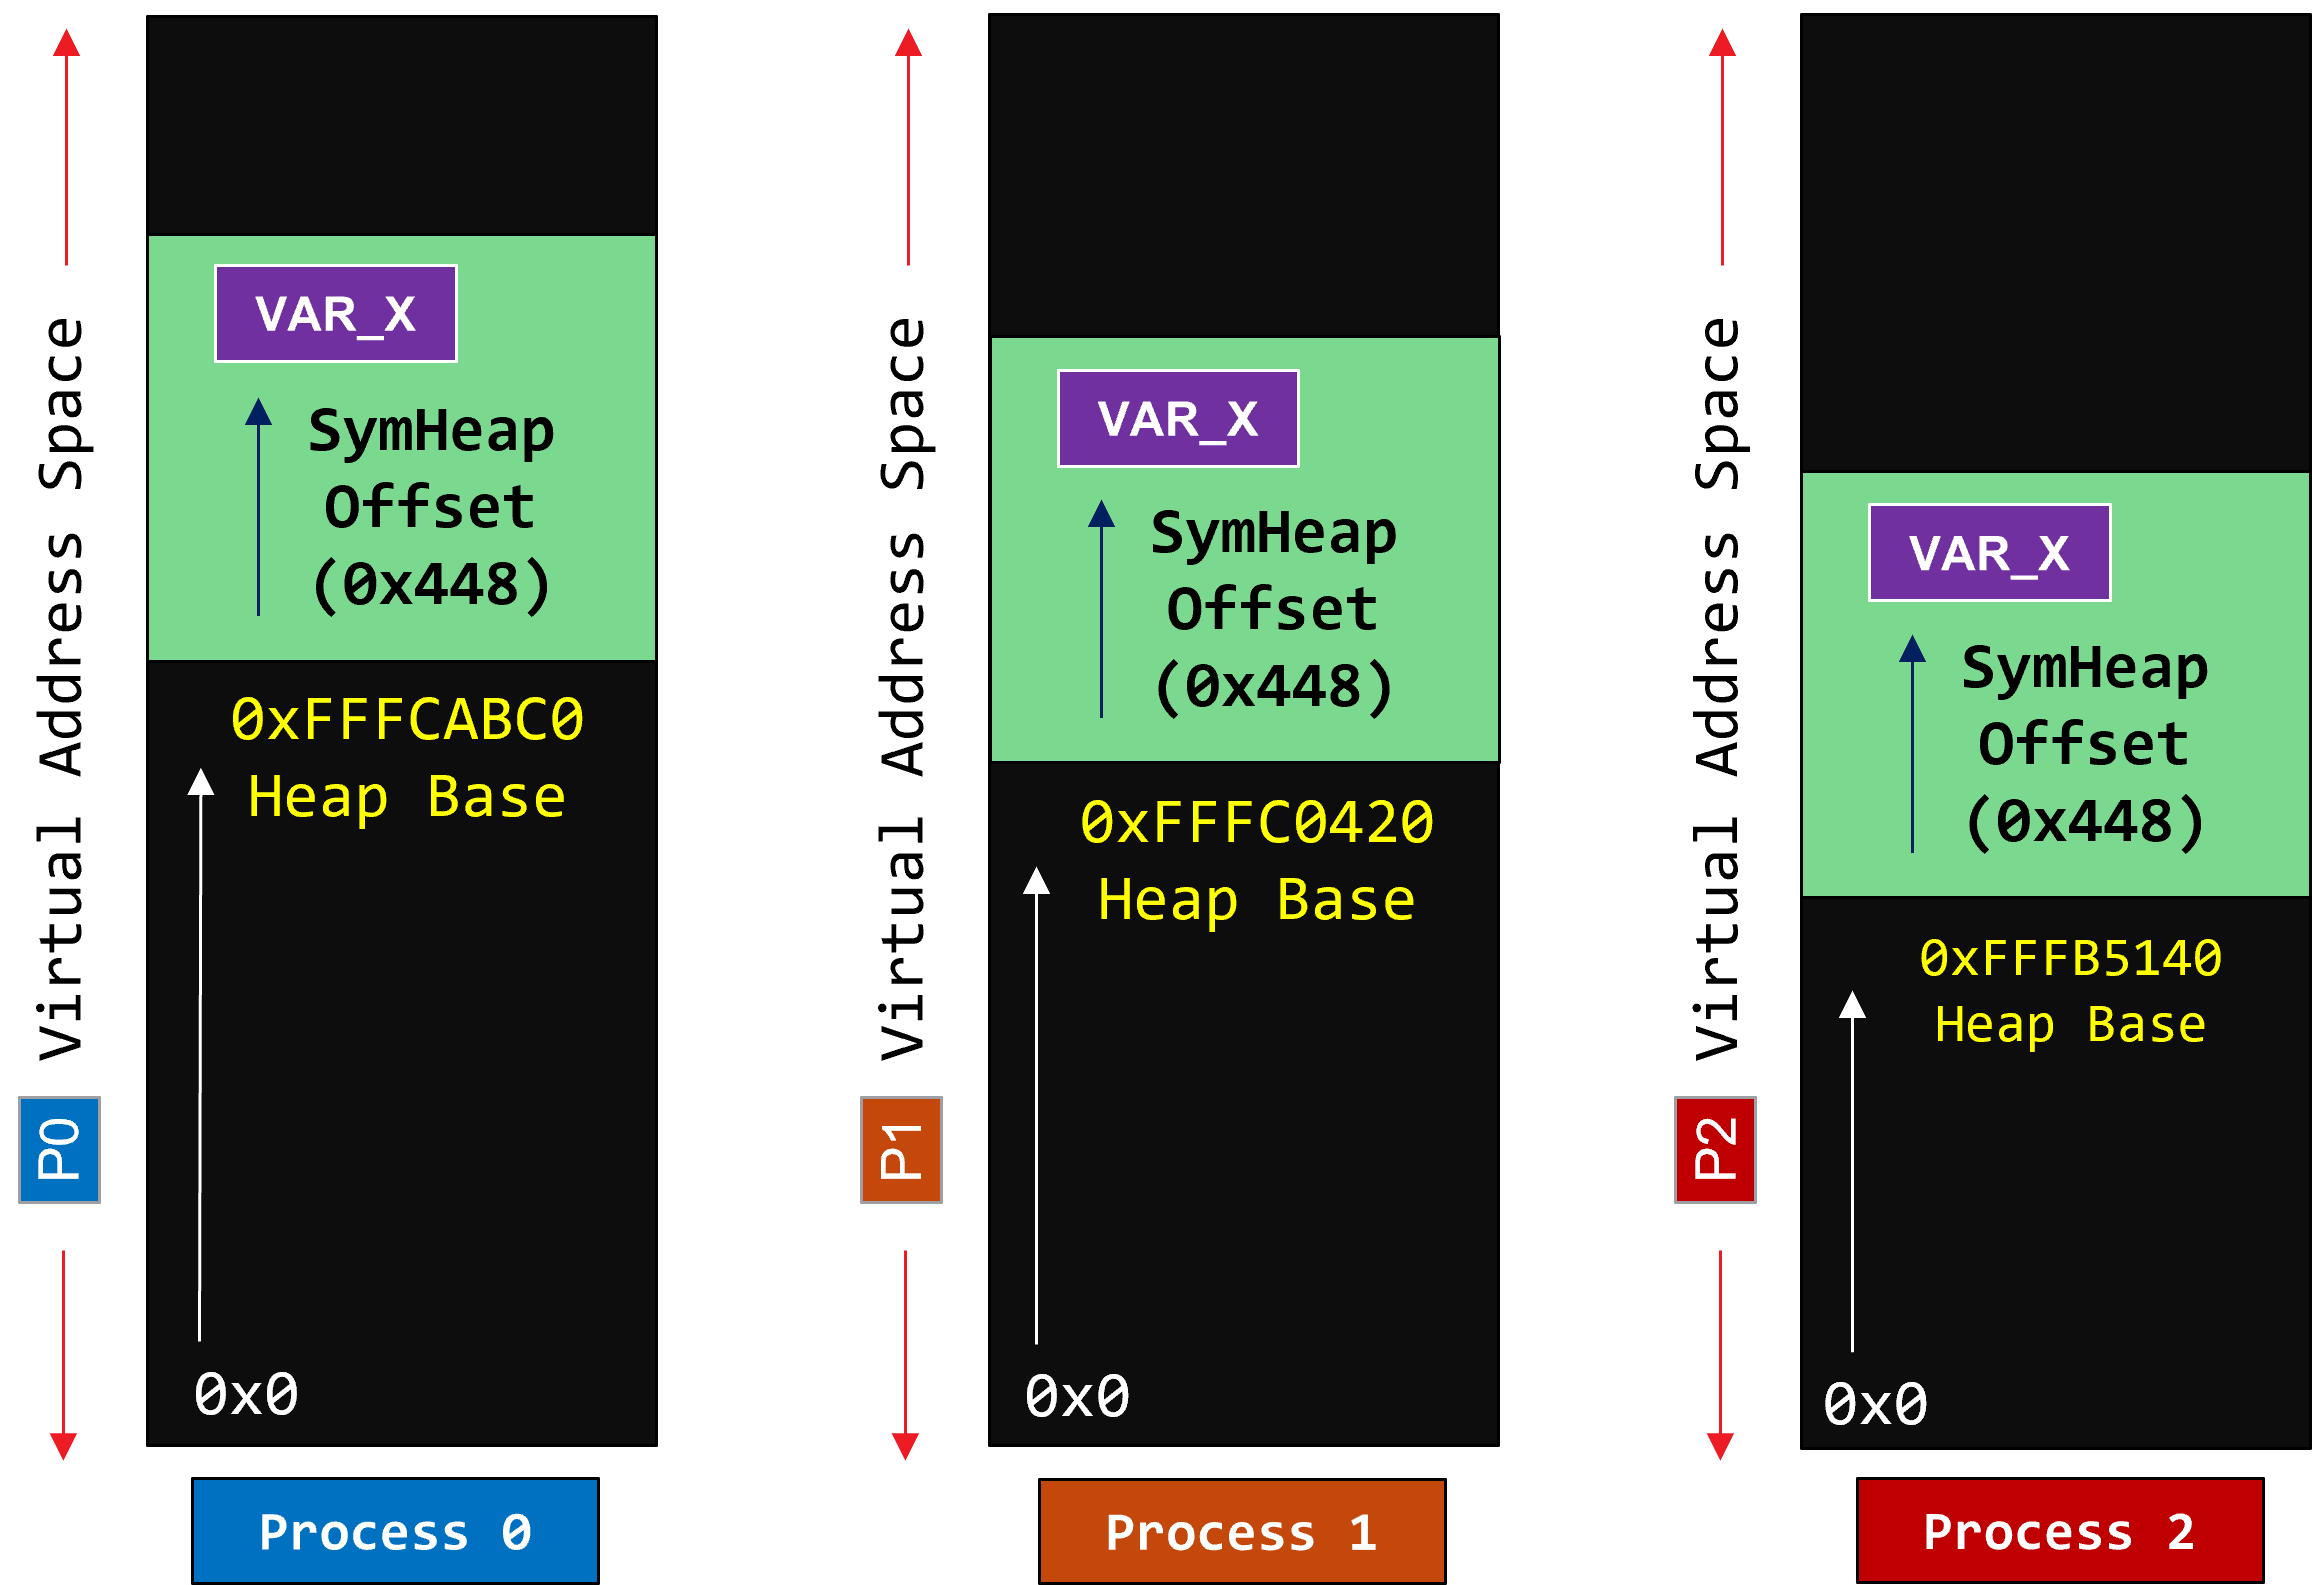 P0 Virtual Address Space
VAR_X
SymHeap
Offset
(0x448)
0xFFFCABC0
Heap Base
0x0
Process 0
P1 Virtual Address Space
VAR_X
SymHeap
Offset
(0x448)
0xFFFC0420
Heap Base
0x0
Process 1
P2 Virtual Address Space
VAR_X
SymHeap
Offset
(0x448)
0xFFFB5140
Heap Base
0x0
Process 2